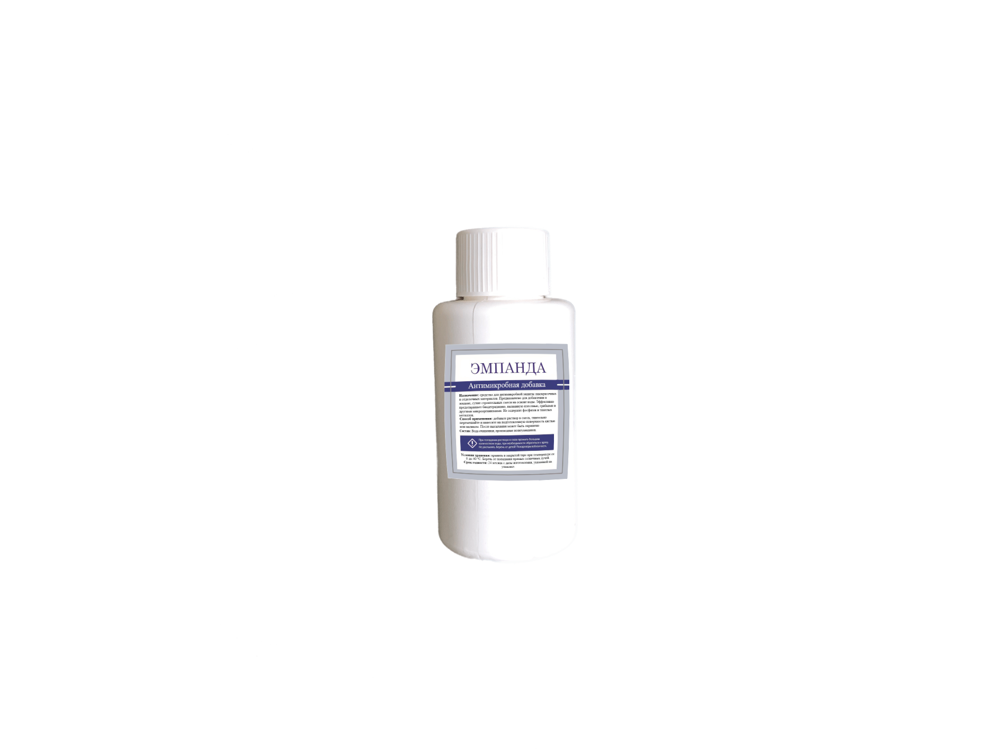 ЭМПАНДА
Антимикробная добавка
Назначение: средство для антимикробной защиты лакокрасочных
и отделочных материалов. Предназначено для добавления в
жидкие, сухие строительных смеси на основе воды. Эффективно
предотвращает биодеградацию, вызванную плесенью, грибками и
другими микроорганизмами. Не содержит фосфатов и тяжелых
металлов.
Способ применения: добавьте раствор в смесь, тщательно
перемешайте и нанесите на подготовленную поверхность кистью
или валиком. После высыхания может быть окрашена
Состав: Вода очищенная, производные полигуанидинов.
При попадании раствора в глаза промыть большим
количеством воды, при необходимости обратиться к врачу.
Не распылять. Беречь от детей! Пожаровзрывобезопасен.
Условия хранения: хранить в закрытой таре при температуре от
0 до 40 °С. Беречь от попадания прямых солнечных лучей.
Срок годности: 24 месяца с даты изготовления, указанной на
упаковке